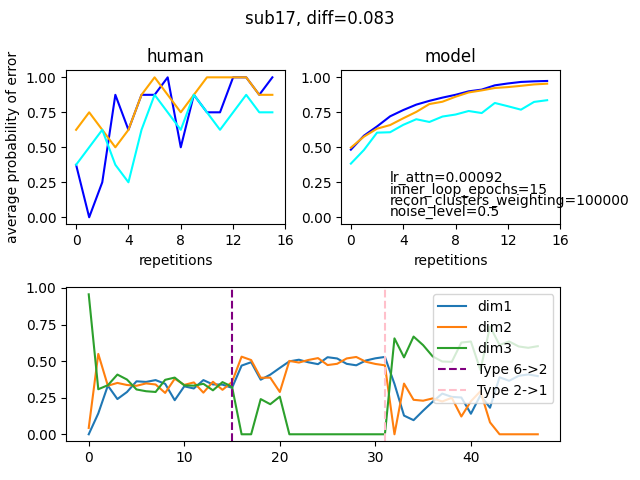 sub17, diff=0.083
human
model
average probability of error
1.00
0.75
0.50
0.25
0.00
0
4
8
12
16
repetitions
1.00
0.75
0.50
0.25
0.00
lr_attn=0.00092
inner_loop_epochs=15
recon_clusters_weighting=100000
noise_level=0.5
0
4
8
12
16
repetitions
1.00
0.75
0.50
0.25
0.00
dim1
dim2
dim3
Type 6->2
Type 2->1
0
10
20
30
40